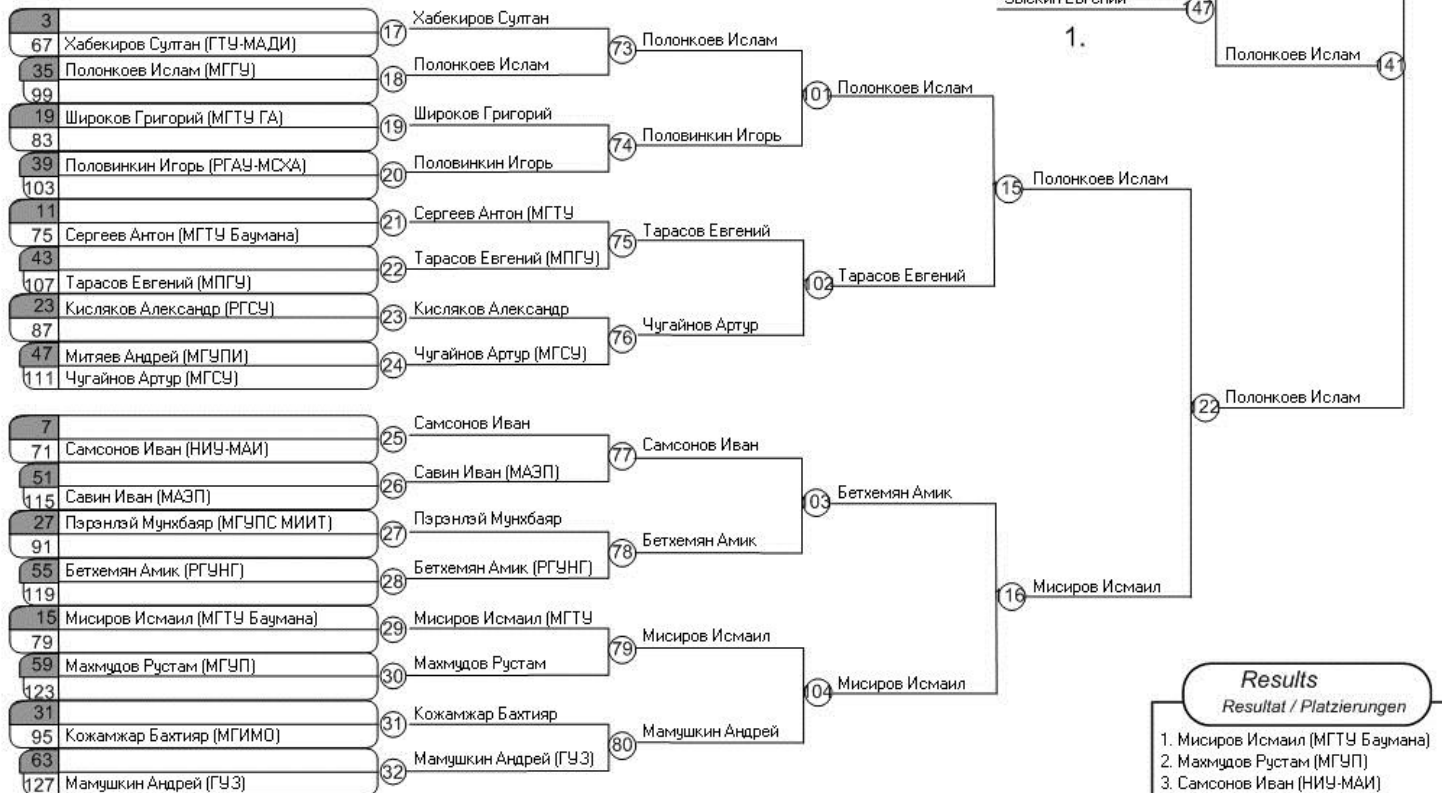 3
67 Хабекиров Султан (ГТУ-МАДИ)
35 Полонкоев Ислам (МГГУ)
99
19 Широков Григорий (МГТУ ГА)
83
39 Половинкин Игорь (РГАУ-МСХА)
103
11
75 Сергеев Антон (МГТУ Баумана)
43
107 Тарасов Евгений (МПГУ)
23 Кисляков Александр (РГСУ)
87
47 Митяев Андрей (МГУПИ)
111 Чугайнов Артур (МГСУ)
7
71 Самсонов Иван (НИУ-МАИ)
51
115 Савин Иван (МАЭП)
27 Пэрэнлэй Мунхбаяр (МГУПС МИИТ)
91
55 Бетхемян Амик (РГУНГ)
119
15 Мисиров Исмаил (МГТУ Баумана)
79
59 Махмудов Рустам (МГУП)
123
31
95 Кожамжар Бахтияр (МГИМО)
63
127 Мамушкин Андрей (ГУЗ)
17 Хабекиров Султан
18 Полонкоев Ислам
19 Широков Григорий
20 Половинкин Игорь
21 Сергеев Антон (МГТУ
22 Тарасов Евгений (МПГУ)
23 Кисляков Александр
24 Чугайнов Артур (МГСУ)
25 Самсонов Иван
26 Савин Иван (МАЭП)
27 Пэрэнлэй Мунхбаяр
28 Бетхемян Амик (РГУНГ)
29 Мисиров Исмаил (МГТУ
30 Махмудов Рустам
31 Кожамжар Бахтияр
32 Мамушкин Андрей (ГУЗ)
73 Полонкоев Ислам
74 Половинкин Игорь
75 Тарасов Евгений
76 Чугайнов Артур
77 Самсонов Иван
78 Бетхемян Амик
79 Мисиров Исмаил
80 Мамушкин Андрей
101 Полонкоев Ислам
102 Тарасов Евгений
103 Бетхемян Амик
104 Мисиров Исмаил
15 Полонкоев Ислам
16 Мисиров Исмаил
22 Полонкоев Ислам
Евгений
147
1.
Полонкоев Ислам
141
Results
Resultat / Platzierungen
1. Мисиров Исмаил (МГТУ Баумана)
2. Махмудов Рустам (МГУП)
3. Самсонов Иван (НИУ-МАИ)